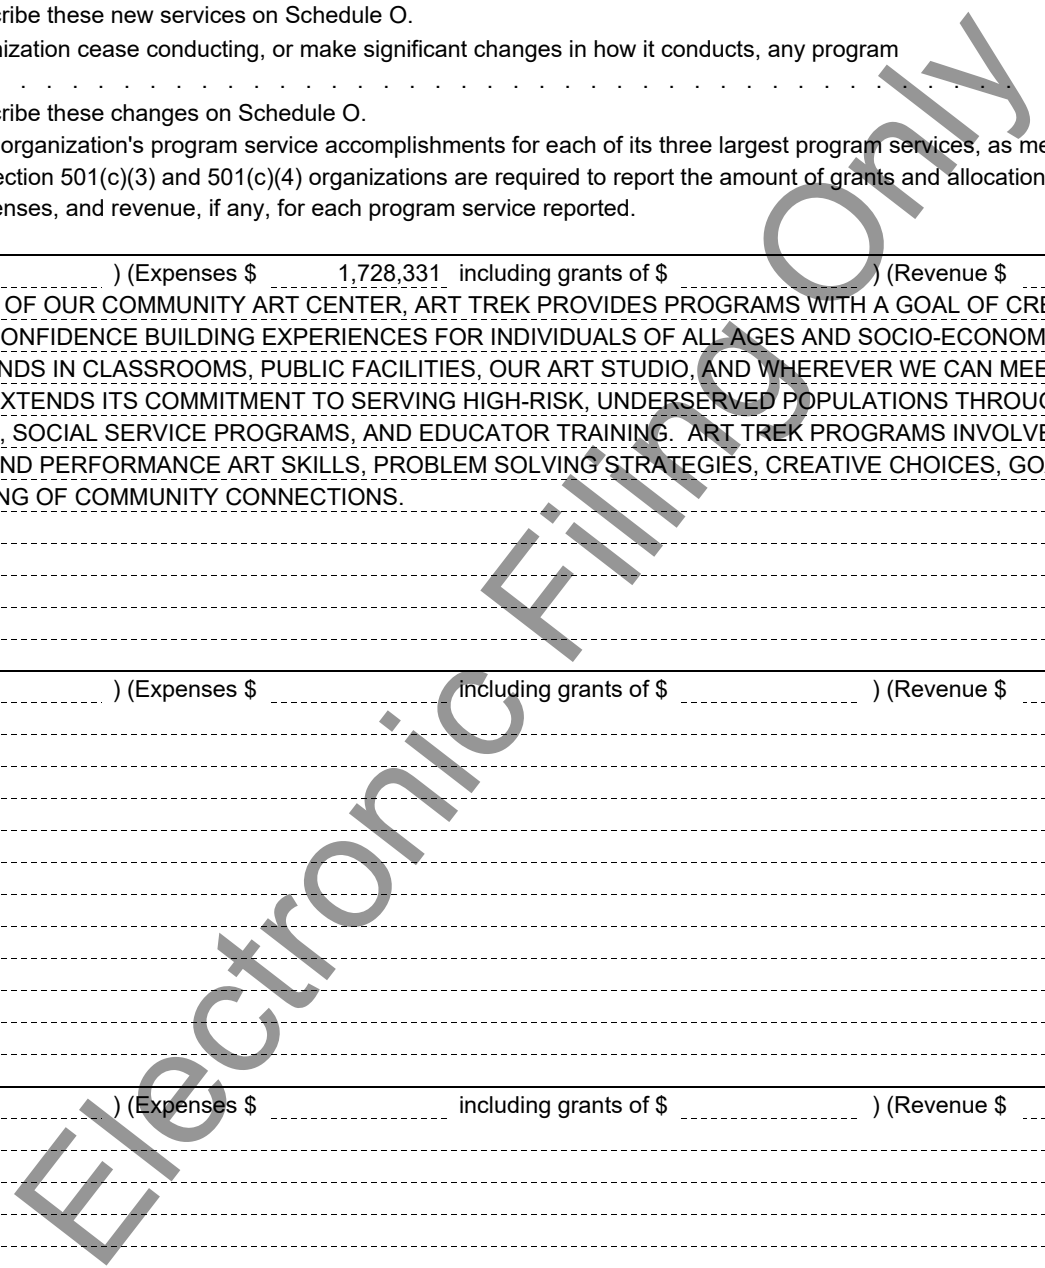 ribe these new services on Schedule O.
nization cease conducting, or make significant changes in how it conducts, any program
. . . . . . . . . . . . . . . . . . . . . . . . . . . . . . . . . . . . . . .
ribe these changes on Schedule O.
organization's program service accomplishments for each of its three largest program services, as me
ection 501(c)(3) and 501(c)(4) organizations are required to report the amount of grants and allocation
enses, and revenue, if any, for each program service reported.
) (Expenses $ 1,728,331 including grants of $ ) (Revenue $
OF OUR COMMUNITY ART CENTER, ART TREK PROVIDES PROGRAMS WITH A GOAL OF CRE
ONFIDENCE BUILDING EXPERIENCES FOR INDIVIDUALS OF ALL AGES AND SOCIO-ECONOM
NDS IN CLASSROOMS, PUBLIC FACILITIES, OUR ART STUDIO, AND WHEREVER WE CAN MEE
XTENDS ITS COMMITMENT TO SERVING HIGH-RISK, UNDERSERVED POPULATIONS THROUG
, SOCIAL SERVICE PROGRAMS, AND EDUCATOR TRAINING. ART TREK PROGRAMS INVOLVE
ND PERFORMANCE ART SKILLS, PROBLEM SOLVING STRATEGIES, CREATIVE CHOICES, GO
NG OF COMMUNITY CONNECTIONS.
) (Expenses $ including grants of $ ) (Revenue $
) (Expenses $ including grants of $ ) (Revenue $
Electronic Filing Only